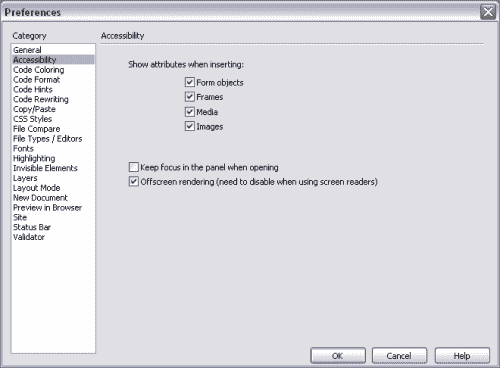 Preferences
Category
Accessibility
General
Accessibility
Code Coloring
Code Format
Code Hints
Code Rewriting
Copy/Paste
CSS Styles
File Compare
File Types / Editors
Fonts
Highlighting
Invisible Elements
Layers
Layout Mode
New Document
Preview in Browser
Site
Status Bar
Validator
Show attributes when inserting:
Form objects
Frames
Media
Images
Keep focus in the panel when opening
Offscreen rendering (need to disable when using screen readers)
OK
Cancel
Help